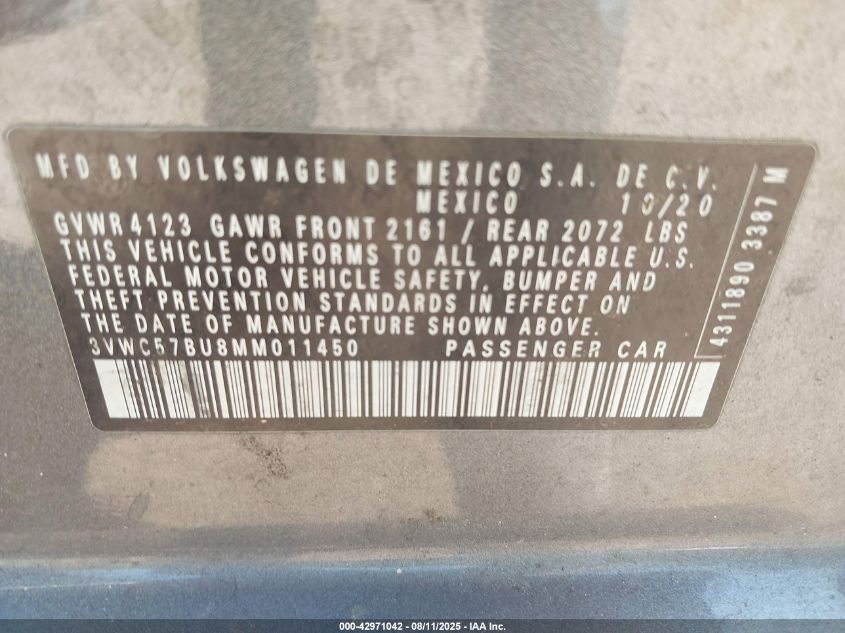 MFD BY VOLKSWAGEN DE MEXICO S.A. DE C.V.
MEXICO 10/20
GVWR 4123 GAWR FRONT 2161 / REAR 2072 LBS
THIS VEHICLE CONFORMS TO ALL APPLICABLE U.S.
FEDERAL MOTOR VEHICLE SAFETY, BUMPER AND
THEFT PREVENTION STANDARDS IN EFFECT ON
THE DATE OF MANUFACTURE SHOWN ABOVE.
3VWC57BU8MM011450 PASSENGER CAR
4311890 3387 M
000-42971042 - 08/11/2025 - IAA Inc.